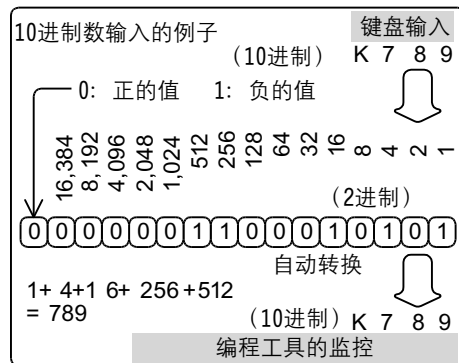 10进制数输入的例子
键盘输入
(10进制) K 7 8 9
0: 正的值 1: 负的值
16,384 8,192 4,096 2,048 1,024 512 256 128 64 32 16 8 4 2 1
(2进制)
0 0 0 0 0 0 1 1 0 0 0 1 0 1 0 1
自动转换
1+ 4+1 6+ 256 +512
= 789
(10进制) K 7 8 9
编程工具的监控